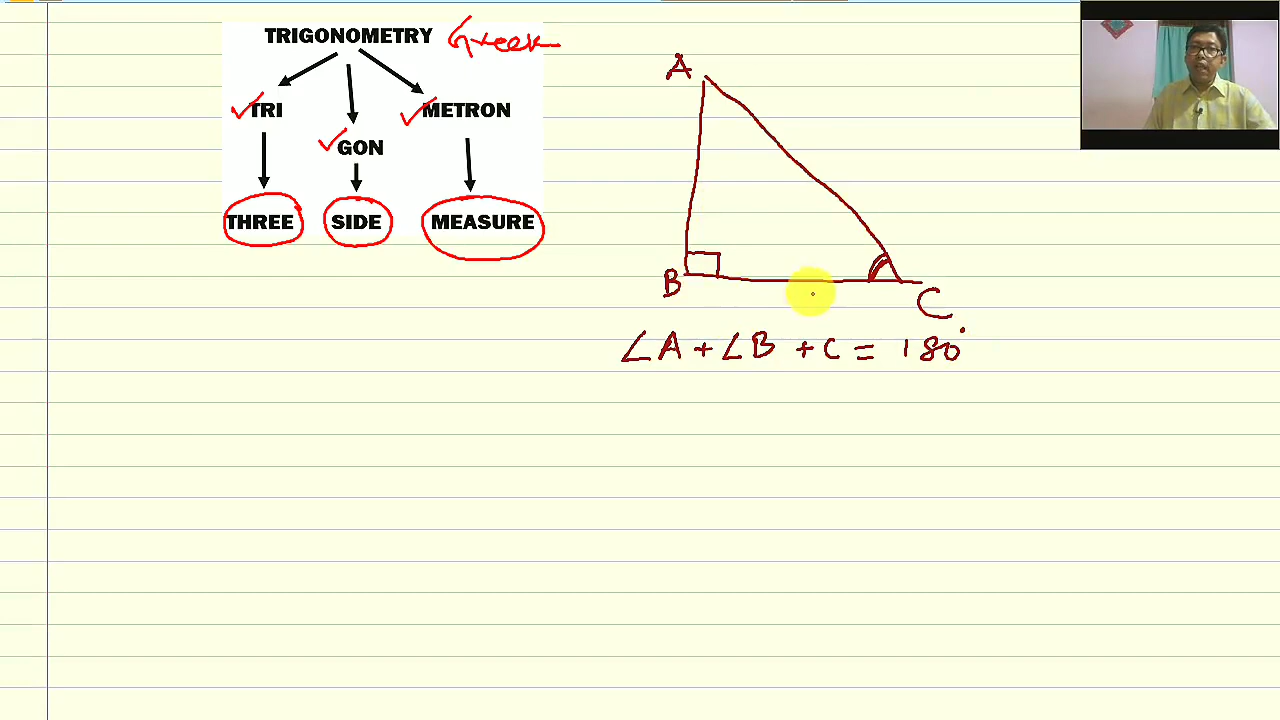 TRIGONOMETRY Greek
TRI
METRON
GON
THREE
SIDE
MEASURE
A
B
C
∠A + ∠B + C = 180°